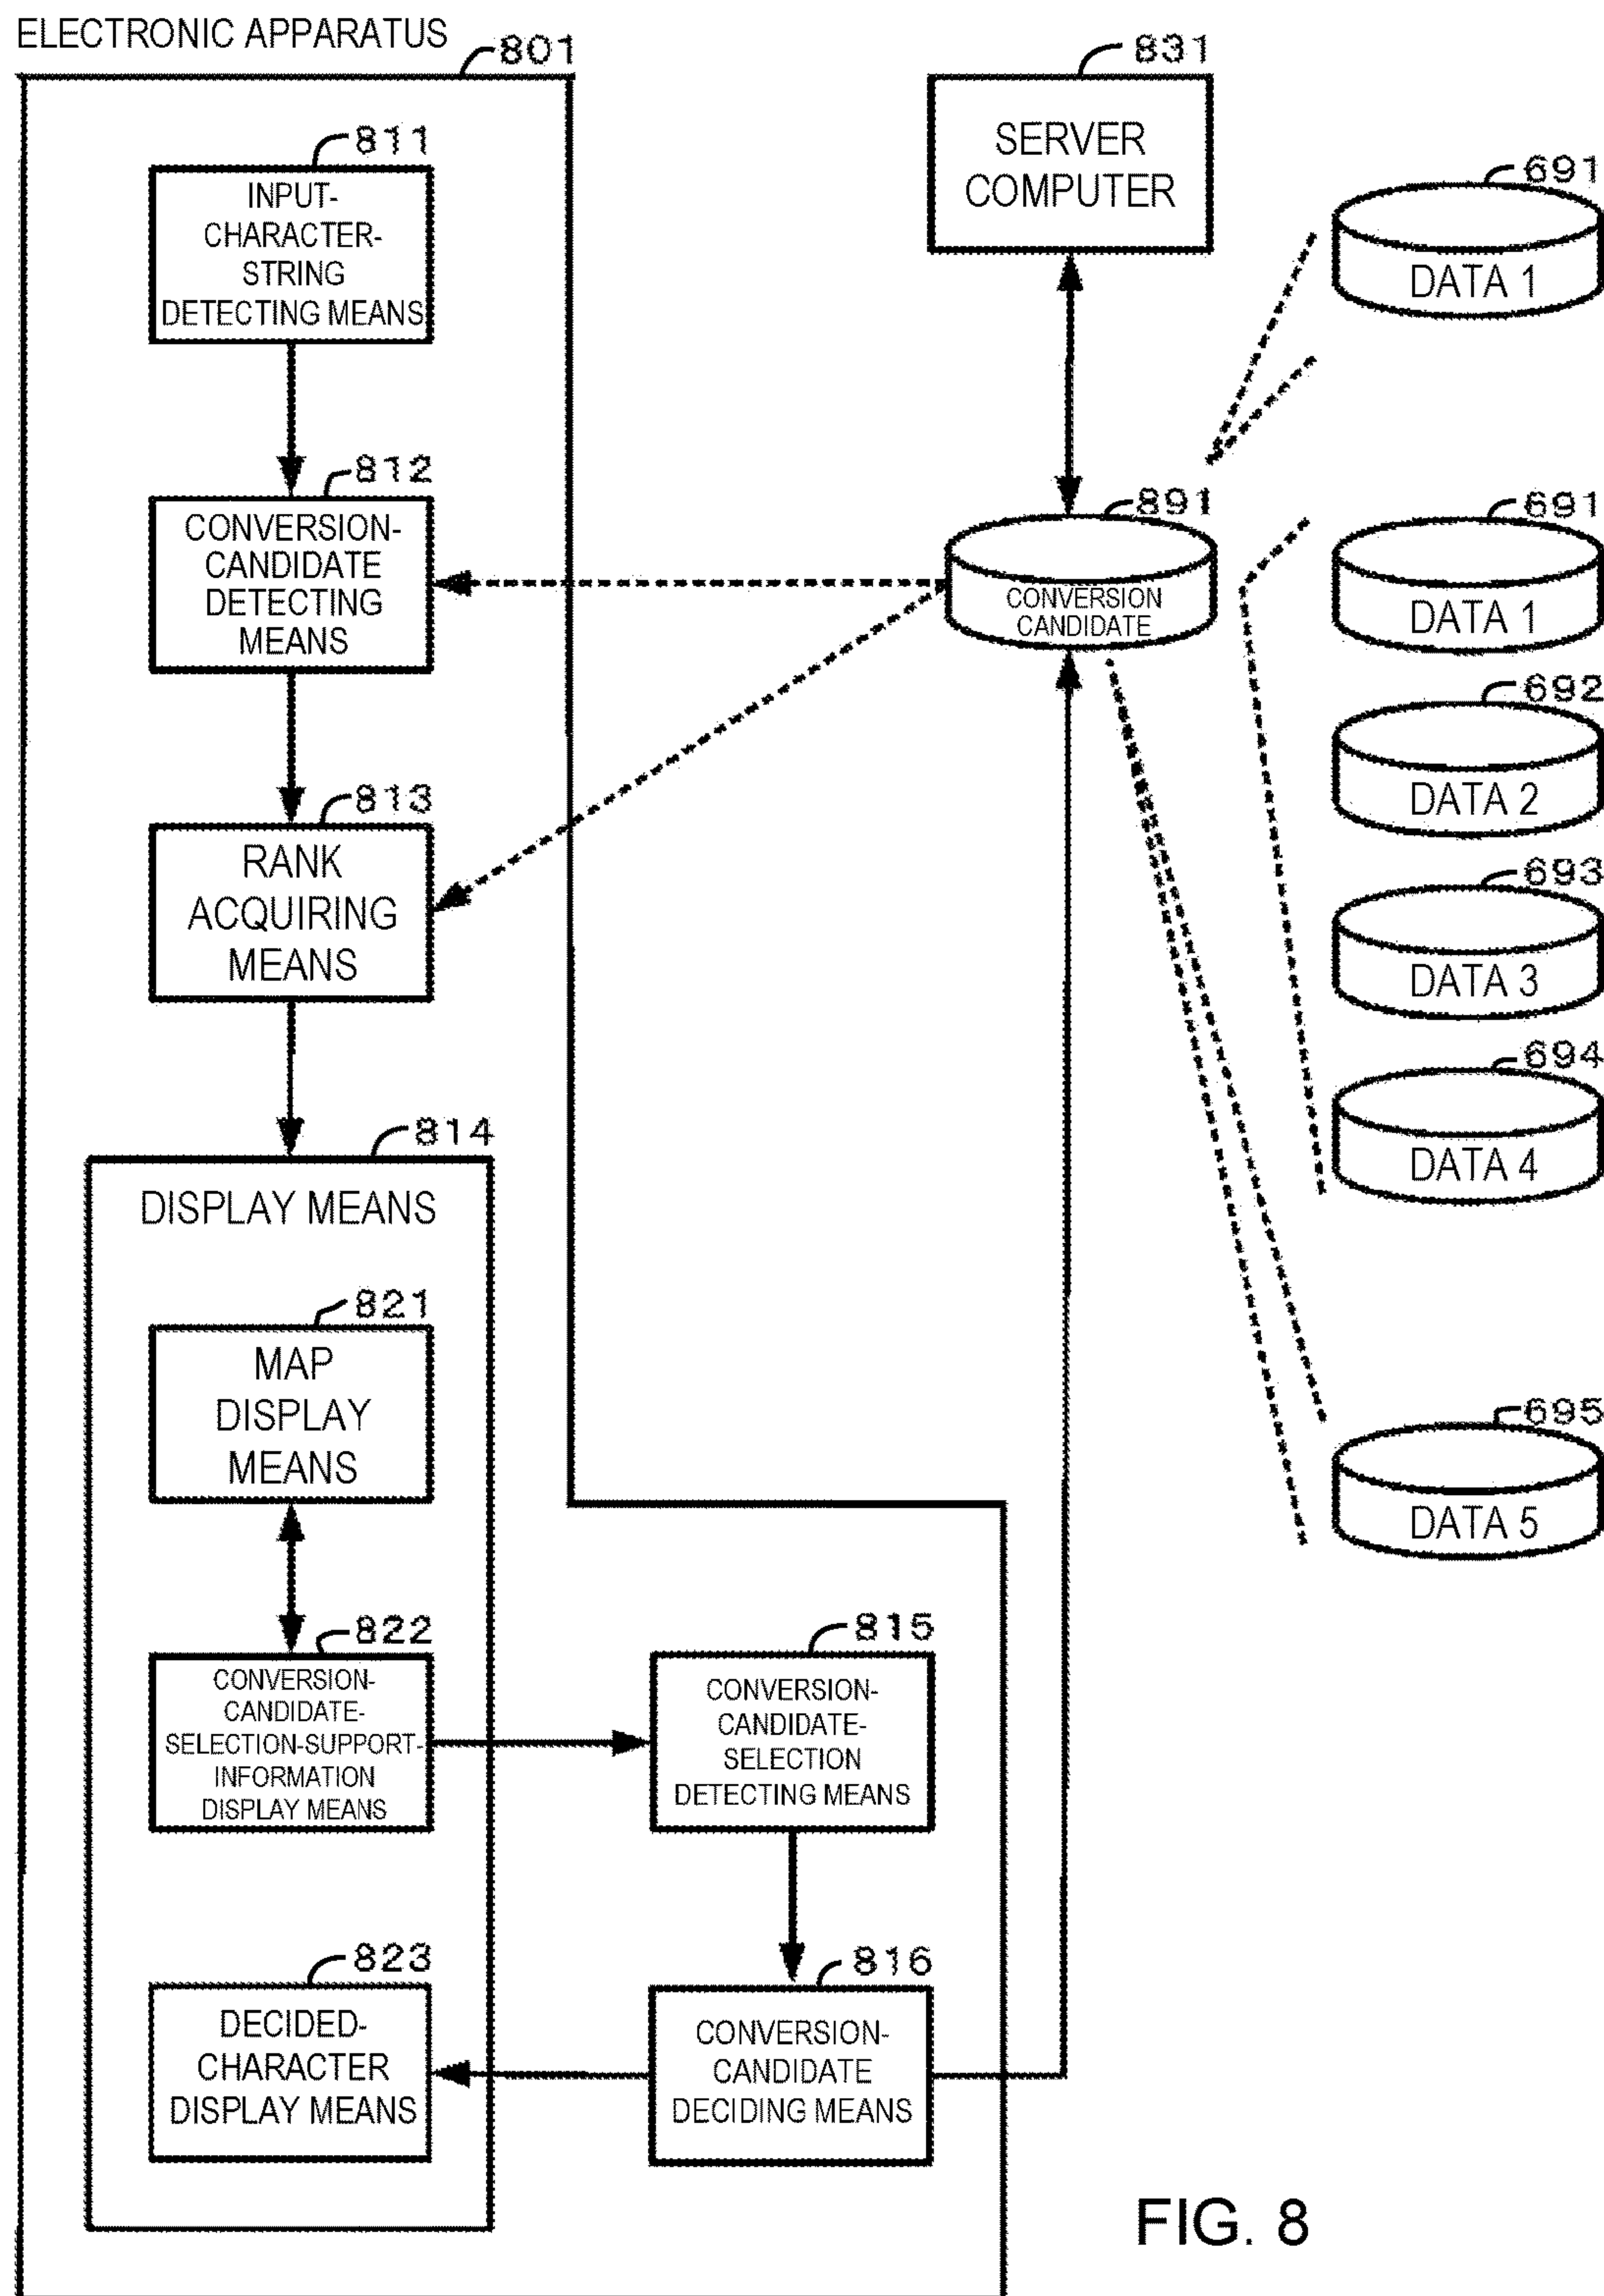 ELECTRONIC APPARATUS
801
811
INPUT-
CHARACTER-
STRING
DETECTING MEANS
812
CONVERSION-
CANDIDATE
DETECTING
MEANS
813
RANK
ACQUIRING
MEANS
814
DISPLAY MEANS
821
MAP
DISPLAY
MEANS
822
CONVERSION-
CANDIDATE-
SELECTION-SUPPORT-
INFORMATION
DISPLAY MEANS
823
DECIDED-
CHARACTER
DISPLAY MEANS
815
CONVERSION-
CANDIDATE-
SELECTION
DETECTING MEANS
816
CONVERSION-
CANDIDATE
DECIDING MEANS
831
SERVER
COMPUTER
891
CONVERSION
CANDIDATE
691
DATA 1
691
DATA 1
692
DATA 2
693
DATA 3
694
DATA 4
695
DATA 5
FIG. 8